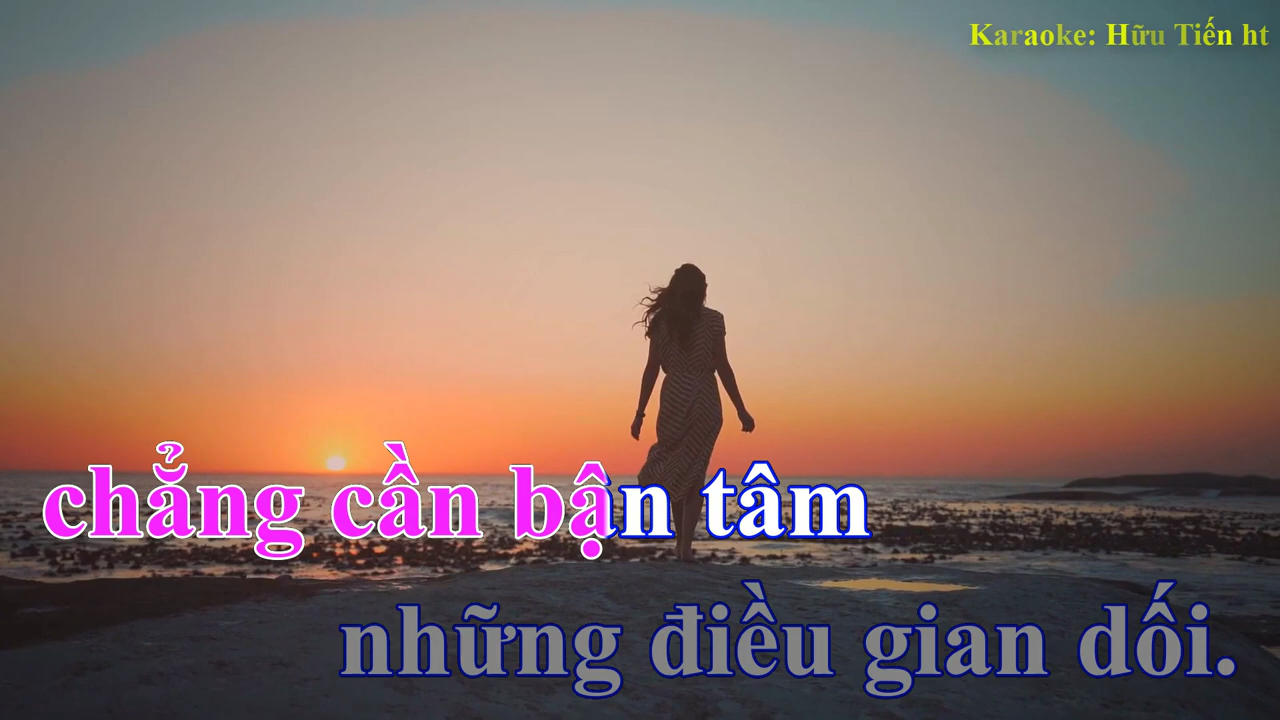 Karaoke: Hữu Tiến ht
chẳng cần bận tâm
những điều gian dối.